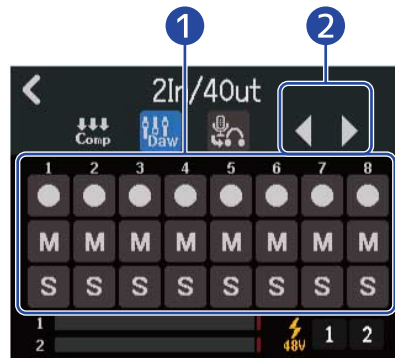 1 2
2In/4Out
Comp Daw
1 2 3 4 5 6 7 8
M M M M M M M M
S S S S S S S S
1
2
48V 1 2